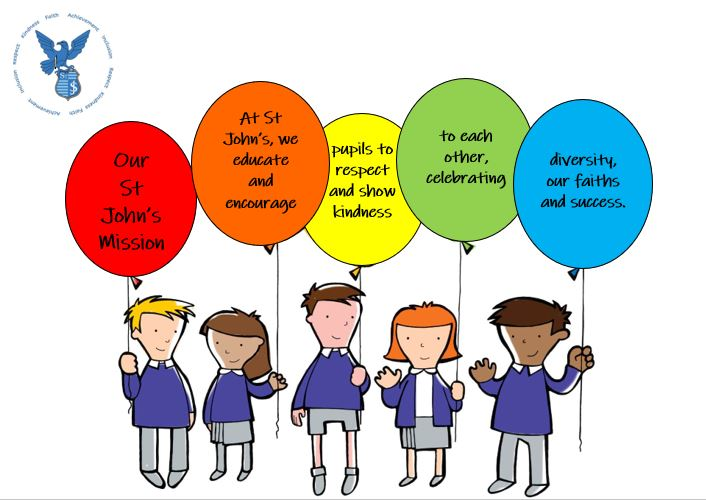 Kindness Faith Achievement Inclusion Respect Kindness Faith Achievement Inclusion Respect
St
J S
Our
St
John's
Mission
At St
John's, we
educate
and
encourage
pupils to
respect
and show
kindness
to each
other,
celebrating
diversity,
our faiths
and success.